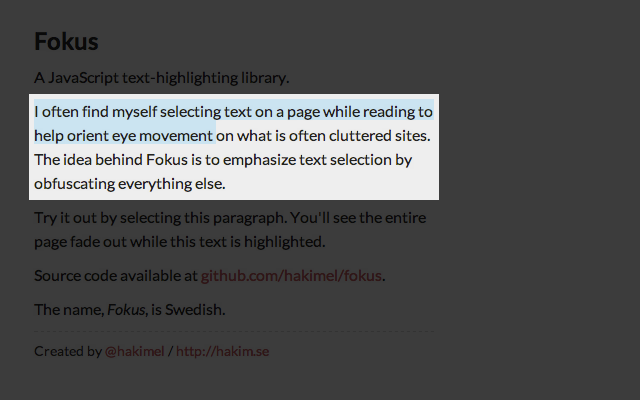 Fokus
A JavaScript text-highlighting library.
I often find myself selecting text on a page while reading to
help orient eye movement on what is often cluttered sites.
The idea behind Fokus is to emphasize text selection by
obfuscating everything else.
Try it out by selecting this paragraph. You'll see the entire
page fade out while this text is highlighted.
Source code available at github.com/hakimel/fokus.
The name, Fokus, is Swedish.
Created by @hakimel / http://hakim.se